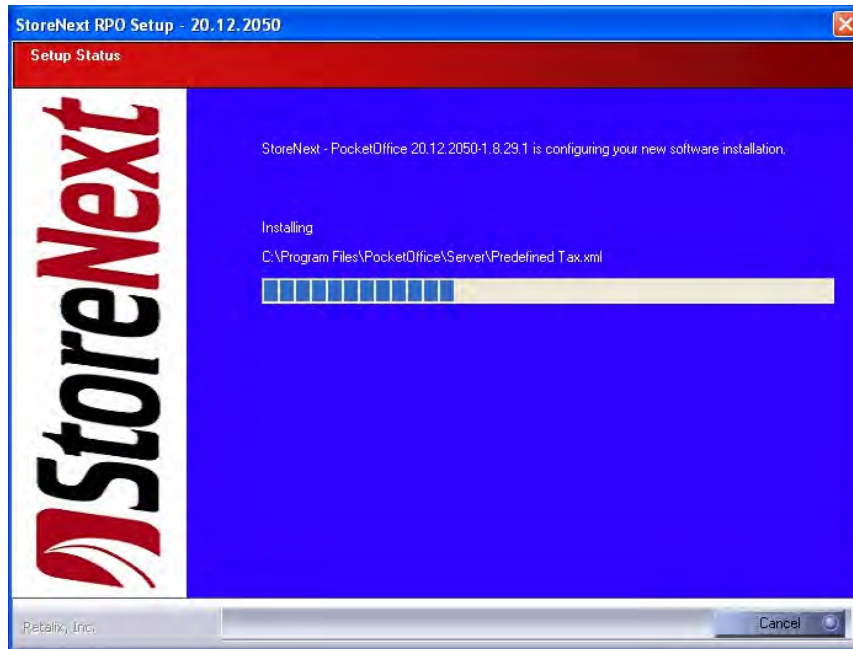 StoreNext RPO Setup - 20.12.2050
Setup Status
StoreNext
StoreNext - PocketOffice 20.12.2050-1.8.29.1 is configuring your new software installation.
Installing
C:\Program Files\PocketOffice\Server\Predefined Tax.xml
Retalix, Inc.
Cancel